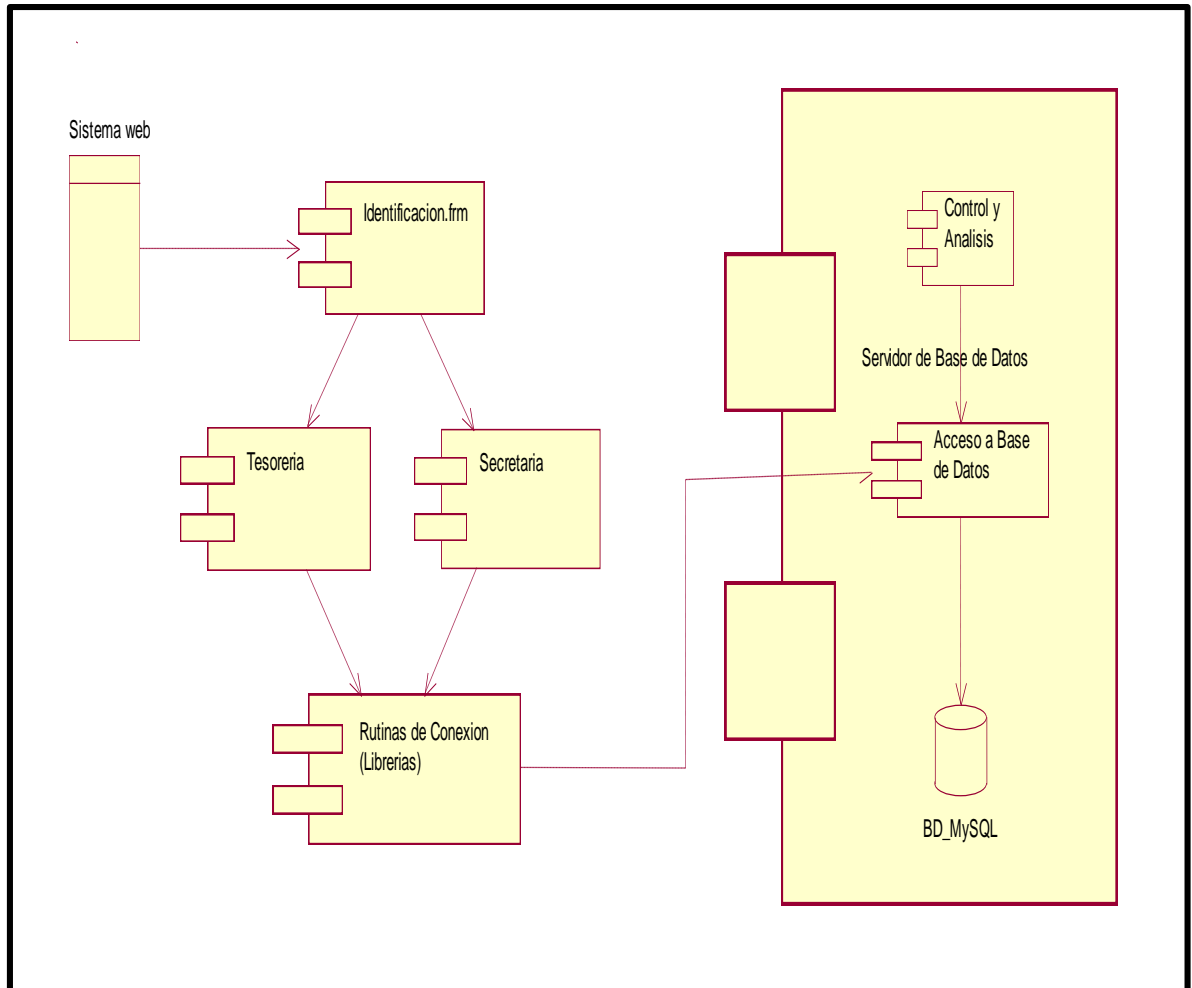 Sistema web
Identificacion.frm
Tesoreria
Secretaria
Rutinas de Conexion
(Librerias)
Control y
Analisis
Servidor de Base de Datos
Acceso a Base
de Datos
BD_MySQL